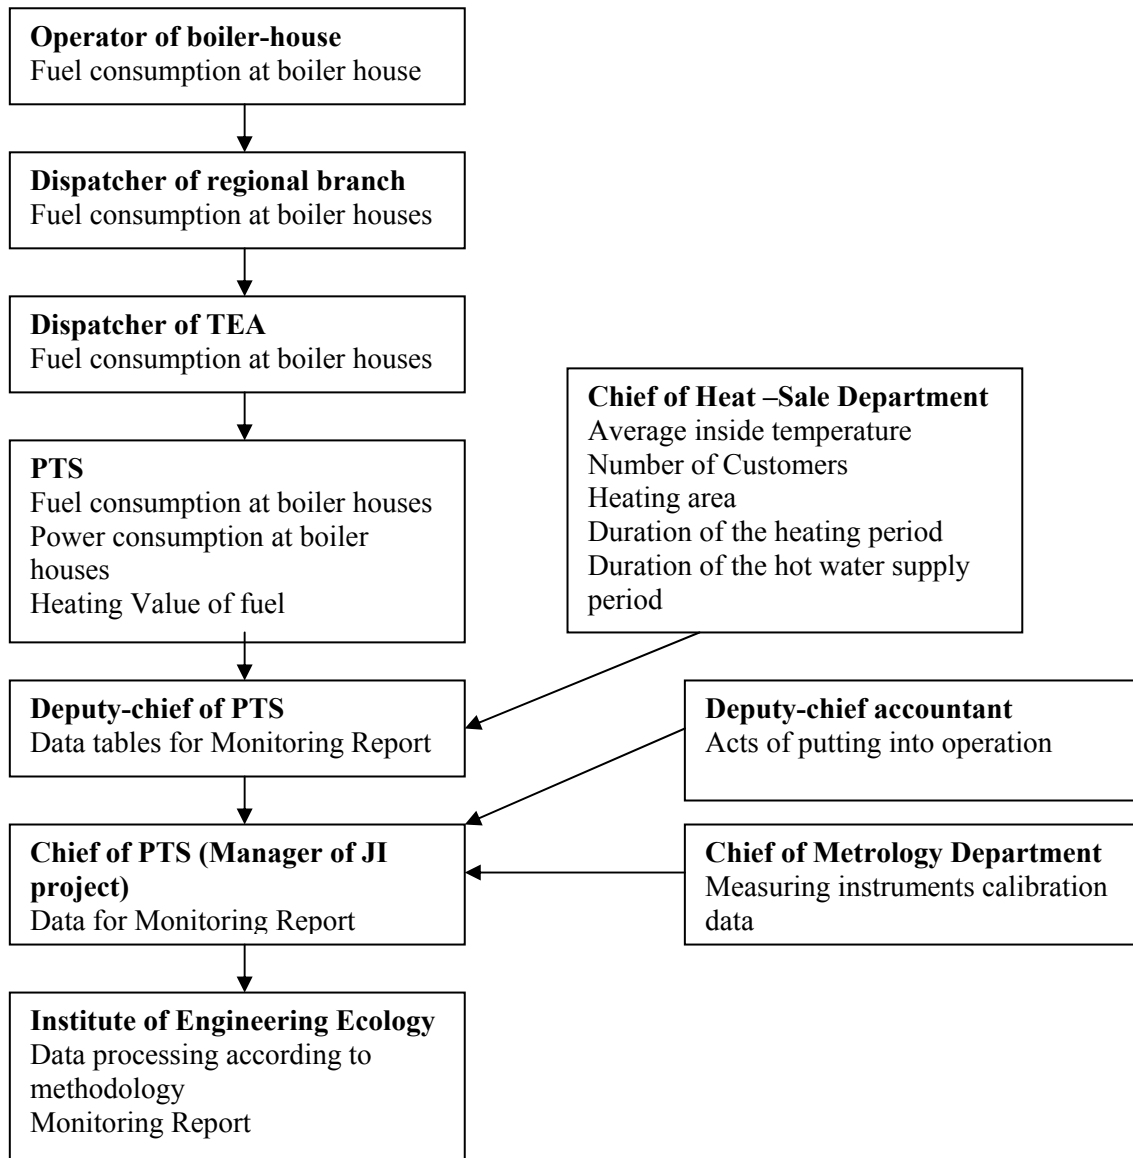 Operator of boiler-house
Fuel consumption at boiler house
Dispatcher of regional branch
Fuel consumption at boiler houses
Dispatcher of TEA
Fuel consumption at boiler houses
Chief of Heat –Sale Department
Average inside temperature
Number of Customers
Heating area
Duration of the heating period
Duration of the hot water supply
period
PTS
Fuel consumption at boiler houses
Power consumption at boiler
houses
Heating Value of fuel
Deputy-chief of PTS
Data tables for Monitoring Report
Deputy-chief accountant
Acts of putting into operation
Chief of PTS (Manager of JI
project)
Data for Monitoring Report
Chief of Metrology Department
Measuring instruments calibration
data
Institute of Engineering Ecology
Data processing according to
methodology
Monitoring Report